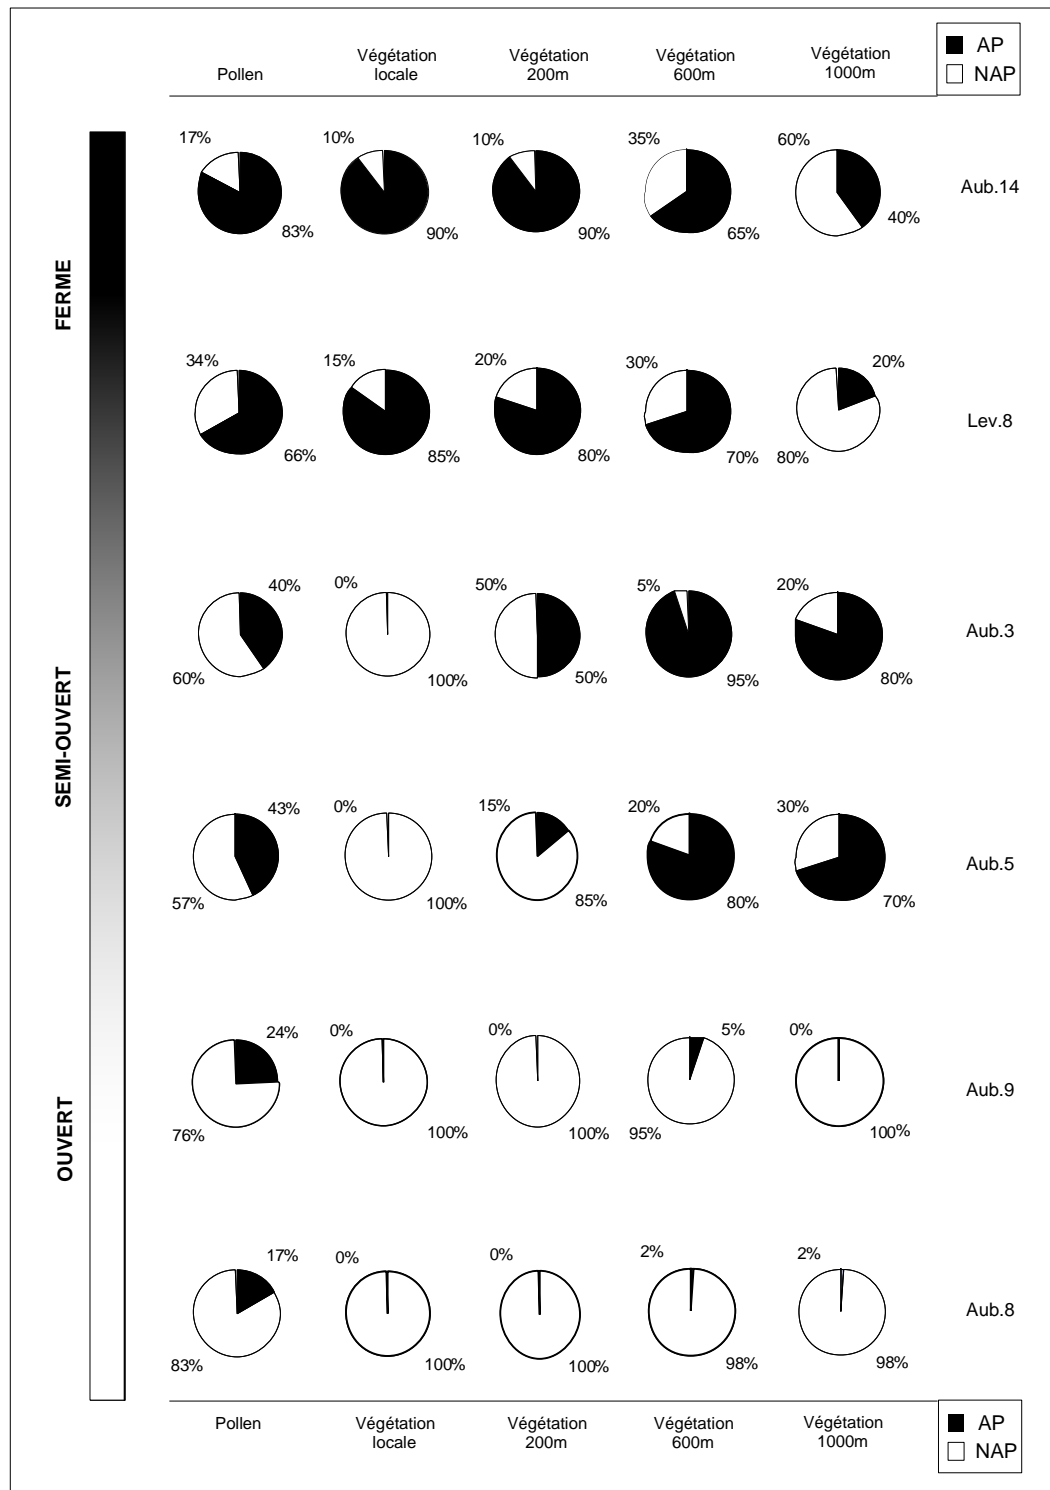 AP
NAP
Pollen
Végétation
locale
Végétation
200m
Végétation
600m
Végétation
1000m
FERME
SEMI-OUVERT
OUVERT
17%
83%
10%
90%
10%
90%
35%
65%
60%
40%
Aub.14
34%
66%
15%
85%
20%
80%
30%
70%
20%
80%
Lev.8
40%
60%
0%
100%
50%
50%
5%
95%
20%
80%
Aub.3
43%
57%
0%
100%
15%
85%
20%
80%
30%
70%
Aub.5
24%
76%
0%
100%
0%
100%
5%
95%
0%
100%
Aub.9
17%
83%
0%
100%
0%
100%
2%
98%
2%
98%
Aub.8
Pollen
Végétation
locale
Végétation
200m
Végétation
600m
Végétation
1000m
AP
NAP